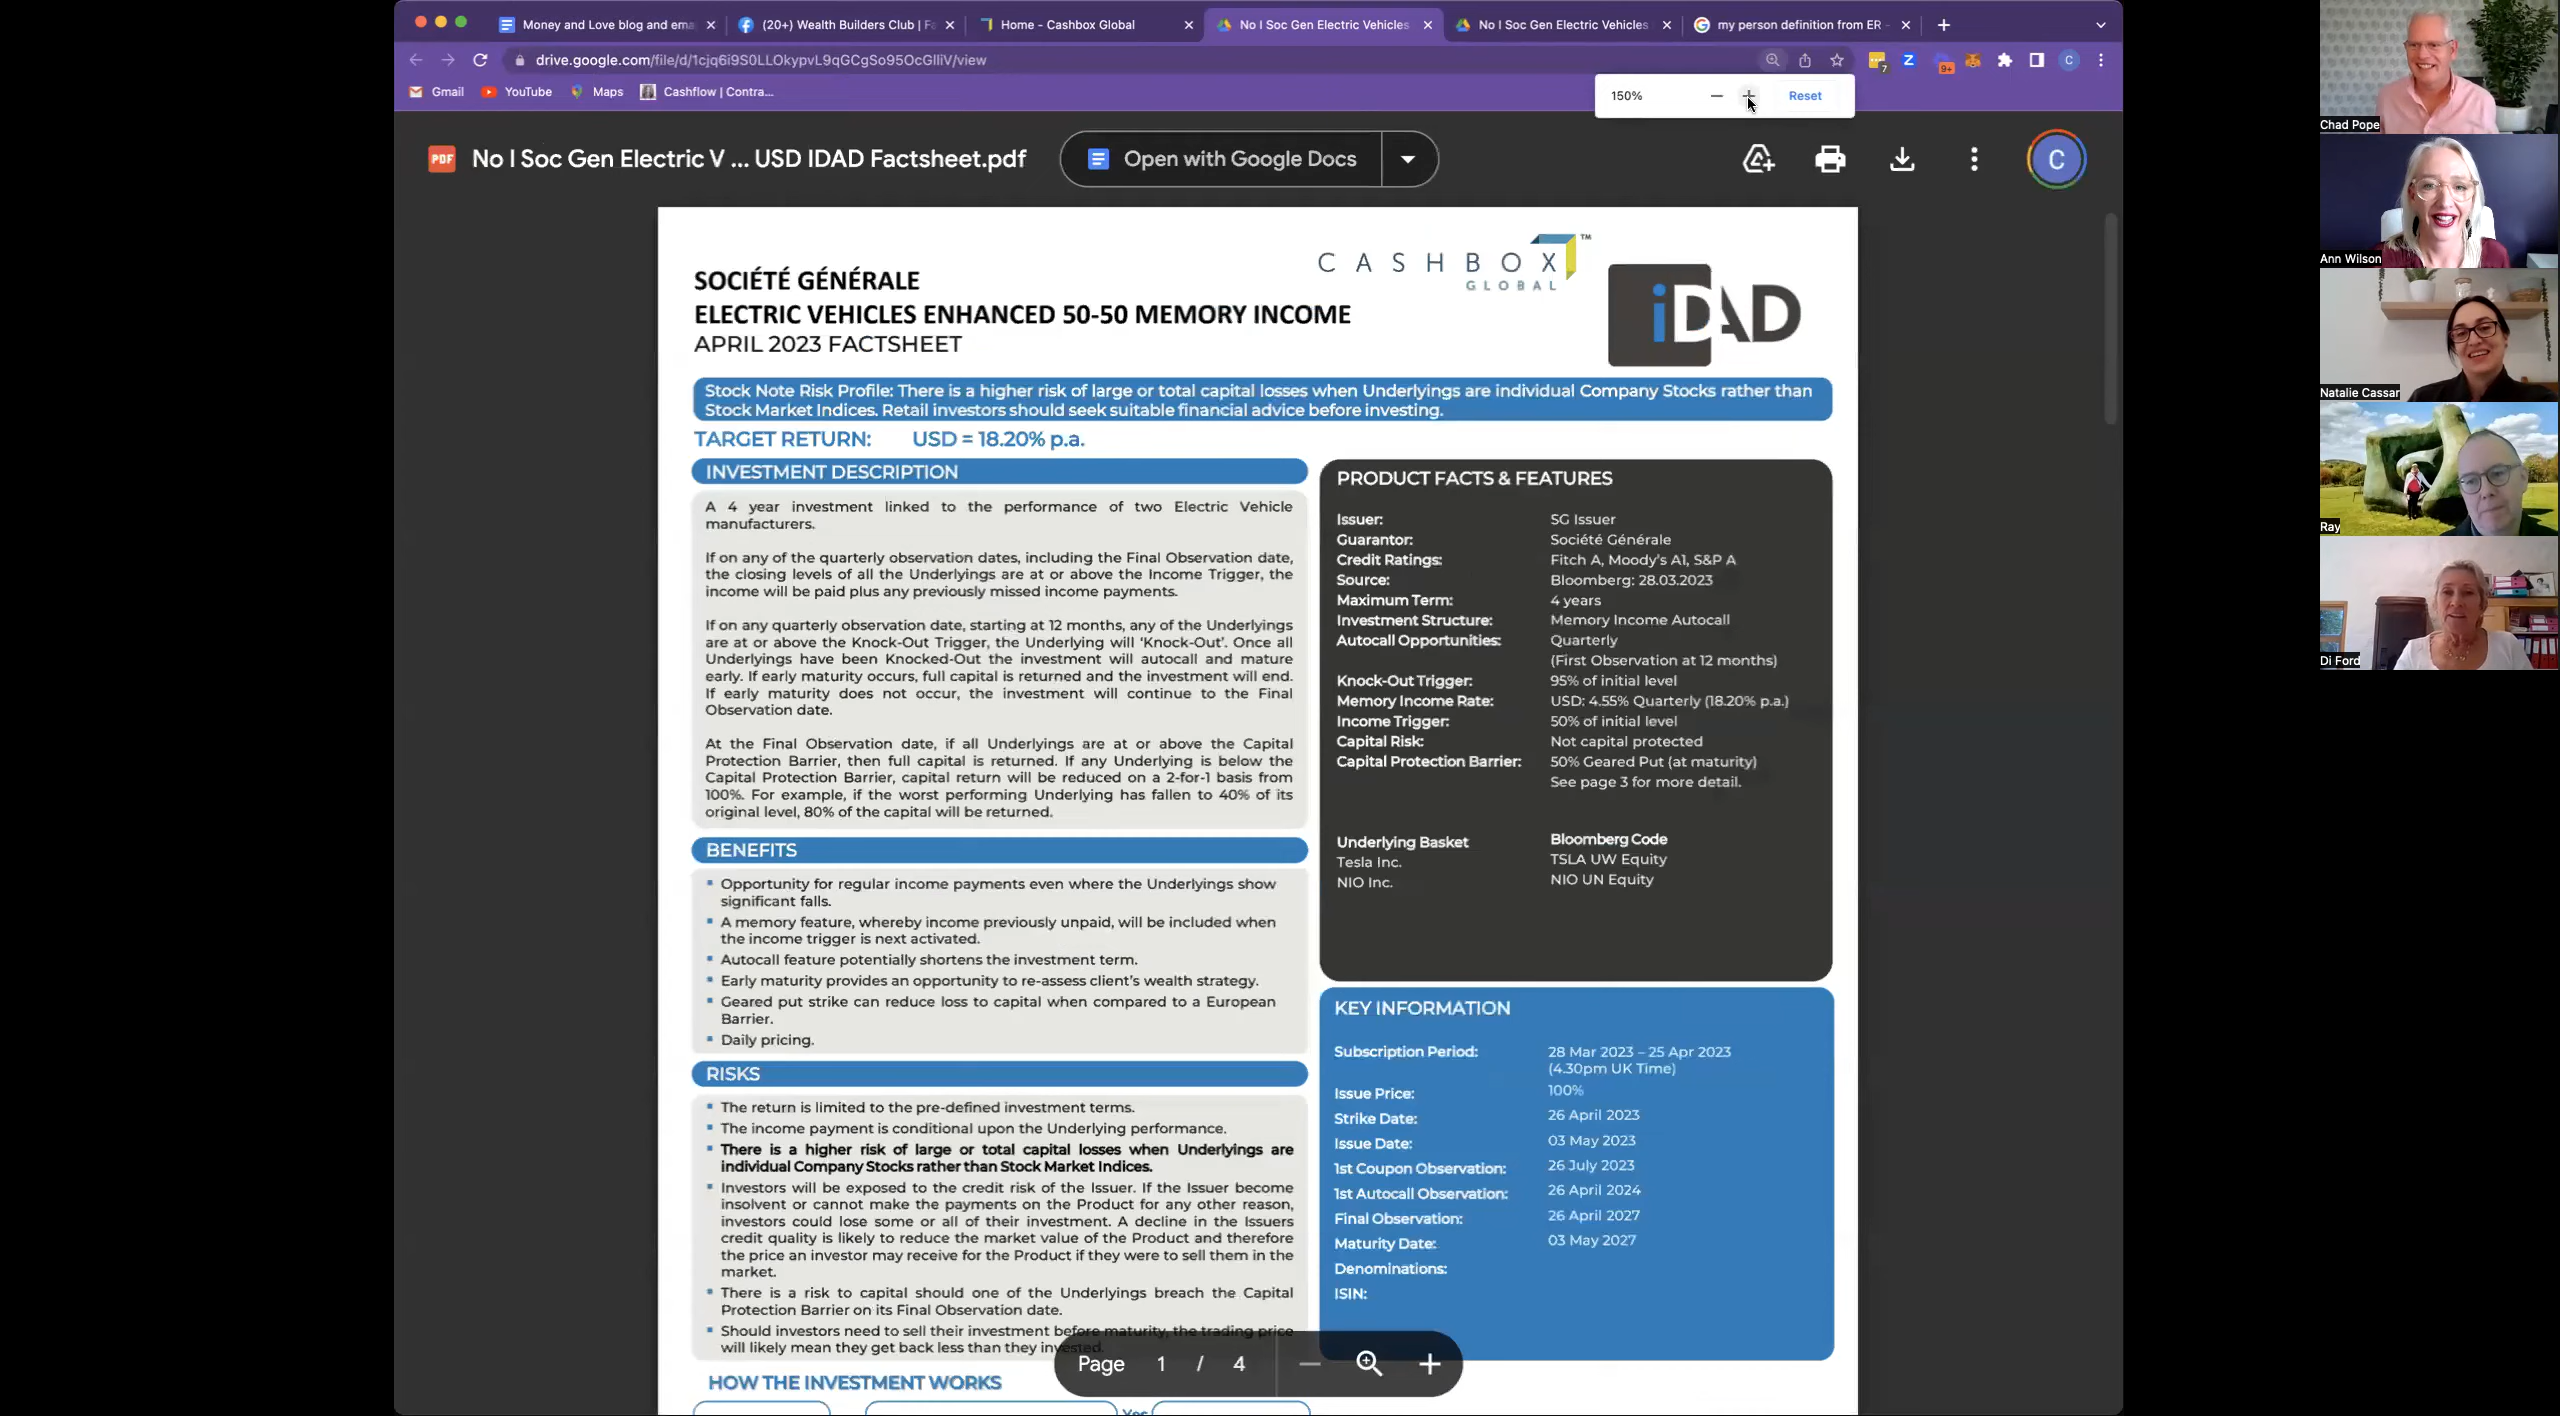 Money and Love blog and ema
(20+) Wealth Builders Club | F
Home - Cashbox Global
No I Soc Gen Electric Vehicles
No I Soc Gen Electric Vehicles
my person definition from ER -
drive.google.com/file/d/1cjq6i9S0LLOkypvL9qGCgSo95OcGlliV/view
7
Z
9+
C
Gmail
YouTube
Maps
Cashflow | Contra...
150%
Reset
PDF
No I Soc Gen Electric V ... USD IDAD Factsheet.pdf
Open with Google Docs
C
CASHBOX™
GLOBAL
iDAD
SOCIÉTÉ GÉNÉRALE
ELECTRIC VEHICLES ENHANCED 50-50 MEMORY INCOME
APRIL 2023 FACTSHEET
Stock Note Risk Profile: There is a higher risk of large or total capital losses when Underlyings are individual Company Stocks rather than
Stock Market Indices. Retail investors should seek suitable financial advice before investing.
TARGET RETURN: USD = 18.20% p.a.
INVESTMENT DESCRIPTION
A 4 year investment linked to the performance of two Electric Vehicle
manufacturers.
If on any of the quarterly observation dates, including the Final Observation date,
the closing levels of all the Underlyings are at or above the Income Trigger, the
income will be paid plus any previously missed income payments.
If on any quarterly observation date, starting at 12 months, any of the Underlyings
are at or above the Knock-Out Trigger, the Underlying will 'Knock-Out'. Once all
Underlyings have been Knocked-Out the investment will autocall and mature
early. If early maturity occurs, full capital is returned and the investment will end.
If early maturity does not occur, the investment will continue to the Final
Observation date.
At the Final Observation date, if all Underlyings are at or above the Capital
Protection Barrier, then full capital is returned. If any Underlying is below the
Capital Protection Barrier, capital return will be reduced on a 2-for-1 basis from
100%. For example, if the worst performing Underlying has fallen to 40% of its
original level, 80% of the capital will be returned.
BENEFITS
Opportunity for regular income payments even where the Underlyings show
significant falls.
A memory feature, whereby income previously unpaid, will be included when
the income trigger is next activated.
Autocall feature potentially shortens the investment term.
Early maturity provides an opportunity to re-assess client's wealth strategy.
Geared put strike can reduce loss to capital when compared to a European
Barrier.
Daily pricing.
RISKS
The return is limited to the pre-defined investment terms.
The income payment is conditional upon the Underlying performance.
There is a higher risk of large or total capital losses when Underlyings are
individual Company Stocks rather than Stock Market Indices.
Investors will be exposed to the credit risk of the Issuer. If the Issuer become
insolvent or cannot make the payments on the Product for any other reason,
investors could lose some or all of their investment. A decline in the Issuers
credit quality is likely to reduce the market value of the Product and therefore
the price an investor may receive for the Product if they were to sell them in the
market.
There is a risk to capital should one of the Underlyings breach the Capital
Protection Barrier on its Final Observation date.
Should investors need to sell their investment before maturity, the trading price
will likely mean they get back less than they invested.
HOW THE INVESTMENT WORKS
Yes
PRODUCT FACTS & FEATURES
Issuer: SG Issuer
Guarantor: Société Générale
Credit Ratings: Fitch A, Moody's A1, S&P A
Source: Bloomberg: 28.03.2023
Maximum Term: 4 years
Investment Structure: Memory Income Autocall
Autocall Opportunities: Quarterly
(First Observation at 12 months)
Knock-Out Trigger: 95% of initial level
Memory Income Rate: USD: 4.55% Quarterly (18.20% p.a.)
Income Trigger: 50% of initial level
Capital Risk: Not capital protected
Capital Protection Barrier: 50% Geared Put (at maturity)
See page 3 for more detail.
Underlying Basket Bloomberg Code
Tesla Inc. TSLA UW Equity
NIO Inc. NIO UN Equity
KEY INFORMATION
Subscription Period: 28 Mar 2023 – 25 Apr 2023
(4.30pm UK Time)
Issue Price: 100%
Strike Date: 26 April 2023
Issue Date: 03 May 2023
1st Coupon Observation: 26 July 2023
1st Autocall Observation: 26 April 2024
Final Observation: 26 April 2027
Maturity Date: 03 May 2027
Denominations:
ISIN:
Page 1 / 4
Chad Pope
Ann Wilson
Natalie Cassar
Ray
Di Ford